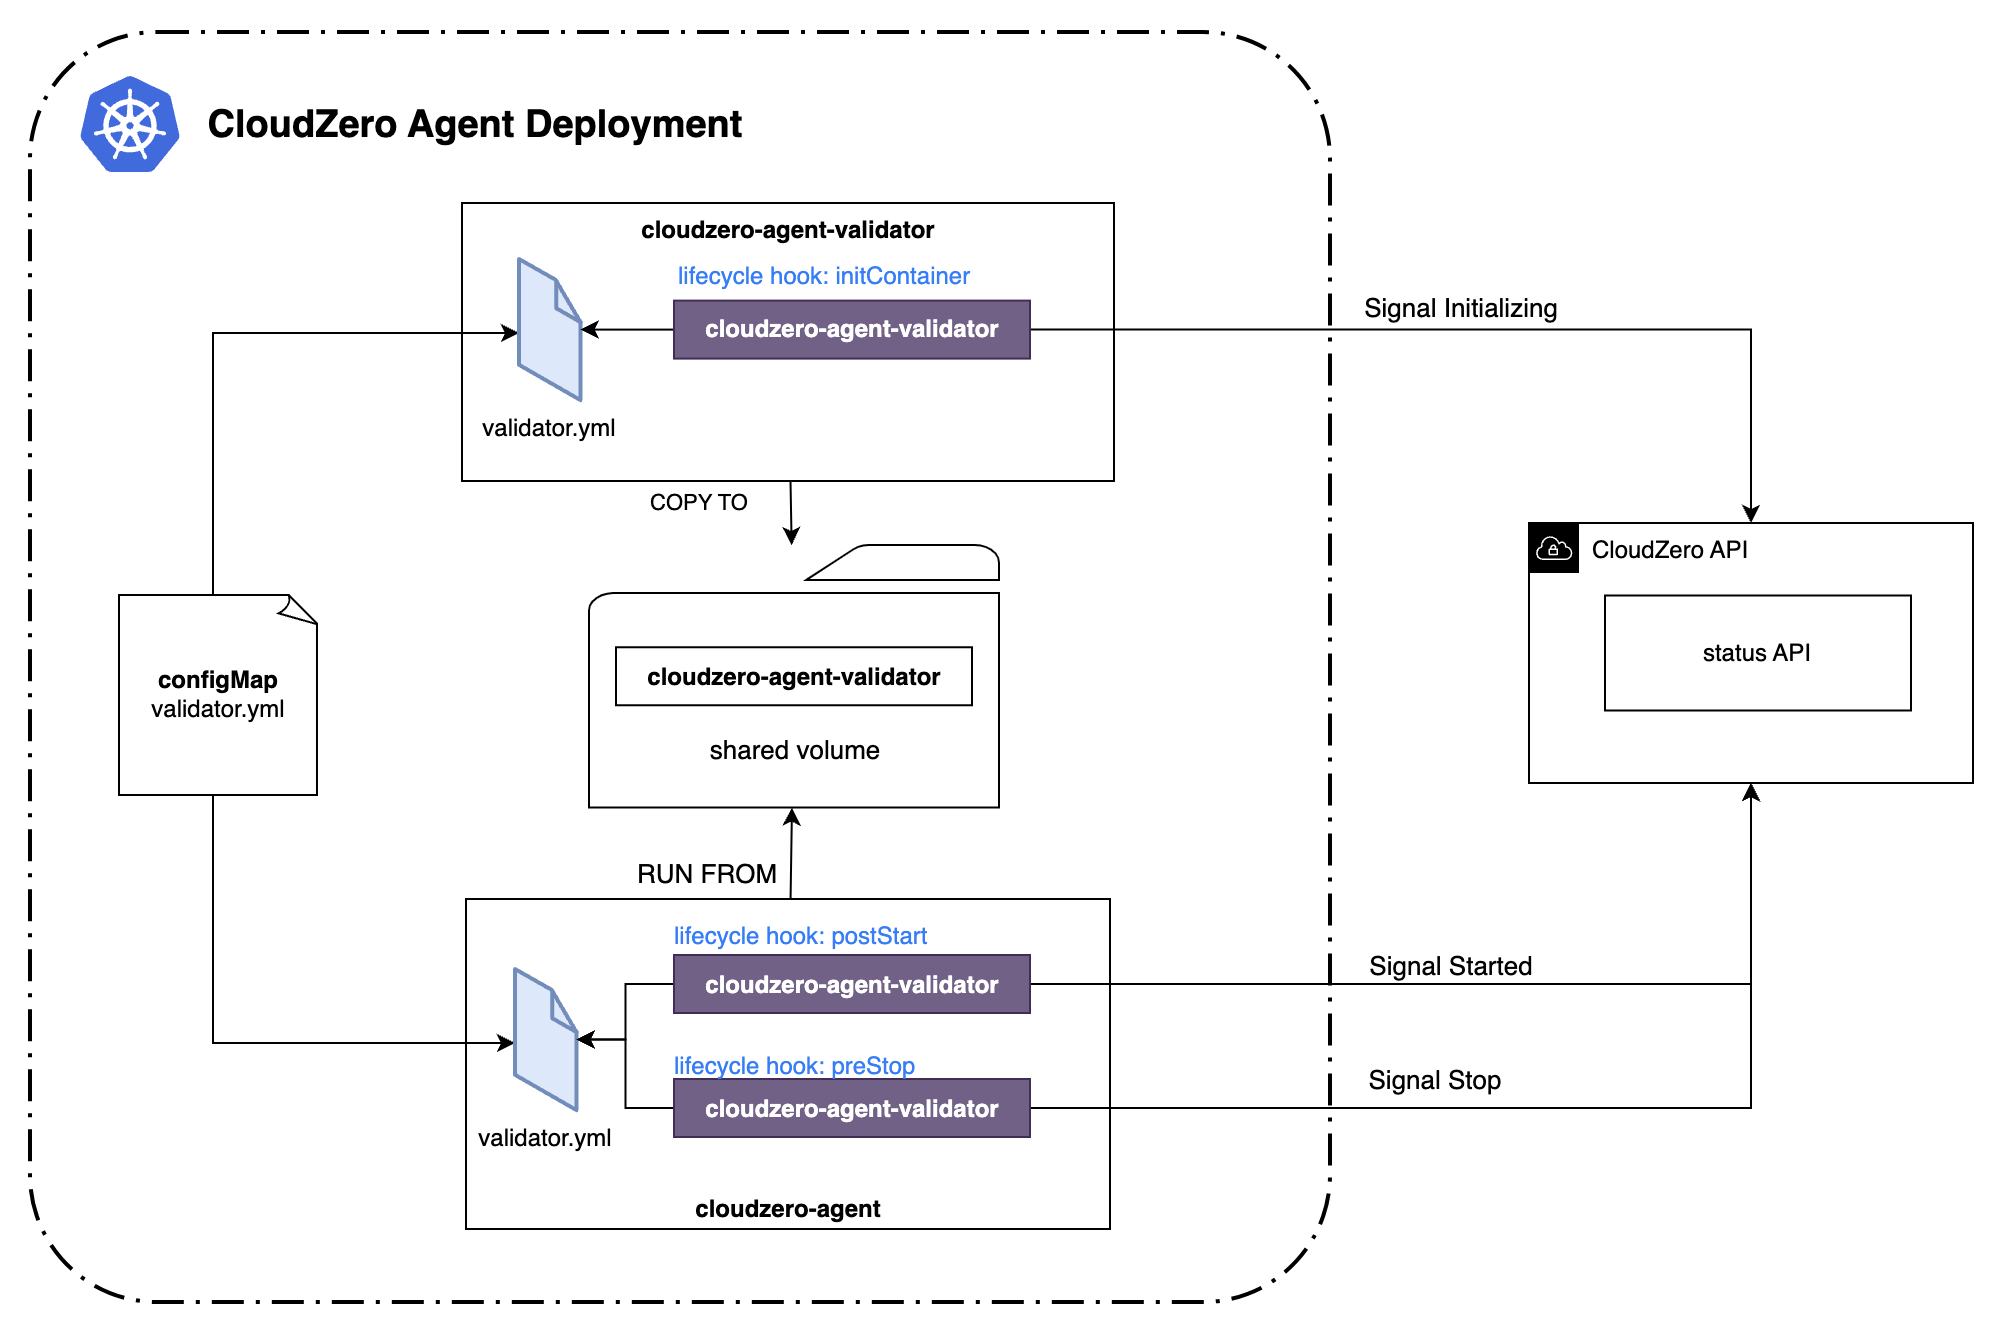 CloudZero Agent Deployment
cloudzero-agent-validator
lifecycle hook: initContainer
cloudzero-agent-validator
validator.yml
Signal Initializing
COPY TO
configMap
validator.yml
cloudzero-agent-validator
shared volume
CloudZero API
status API
RUN FROM
lifecycle hook: postStart
cloudzero-agent-validator
Signal Started
lifecycle hook: preStop
cloudzero-agent-validator
Signal Stop
validator.yml
cloudzero-agent